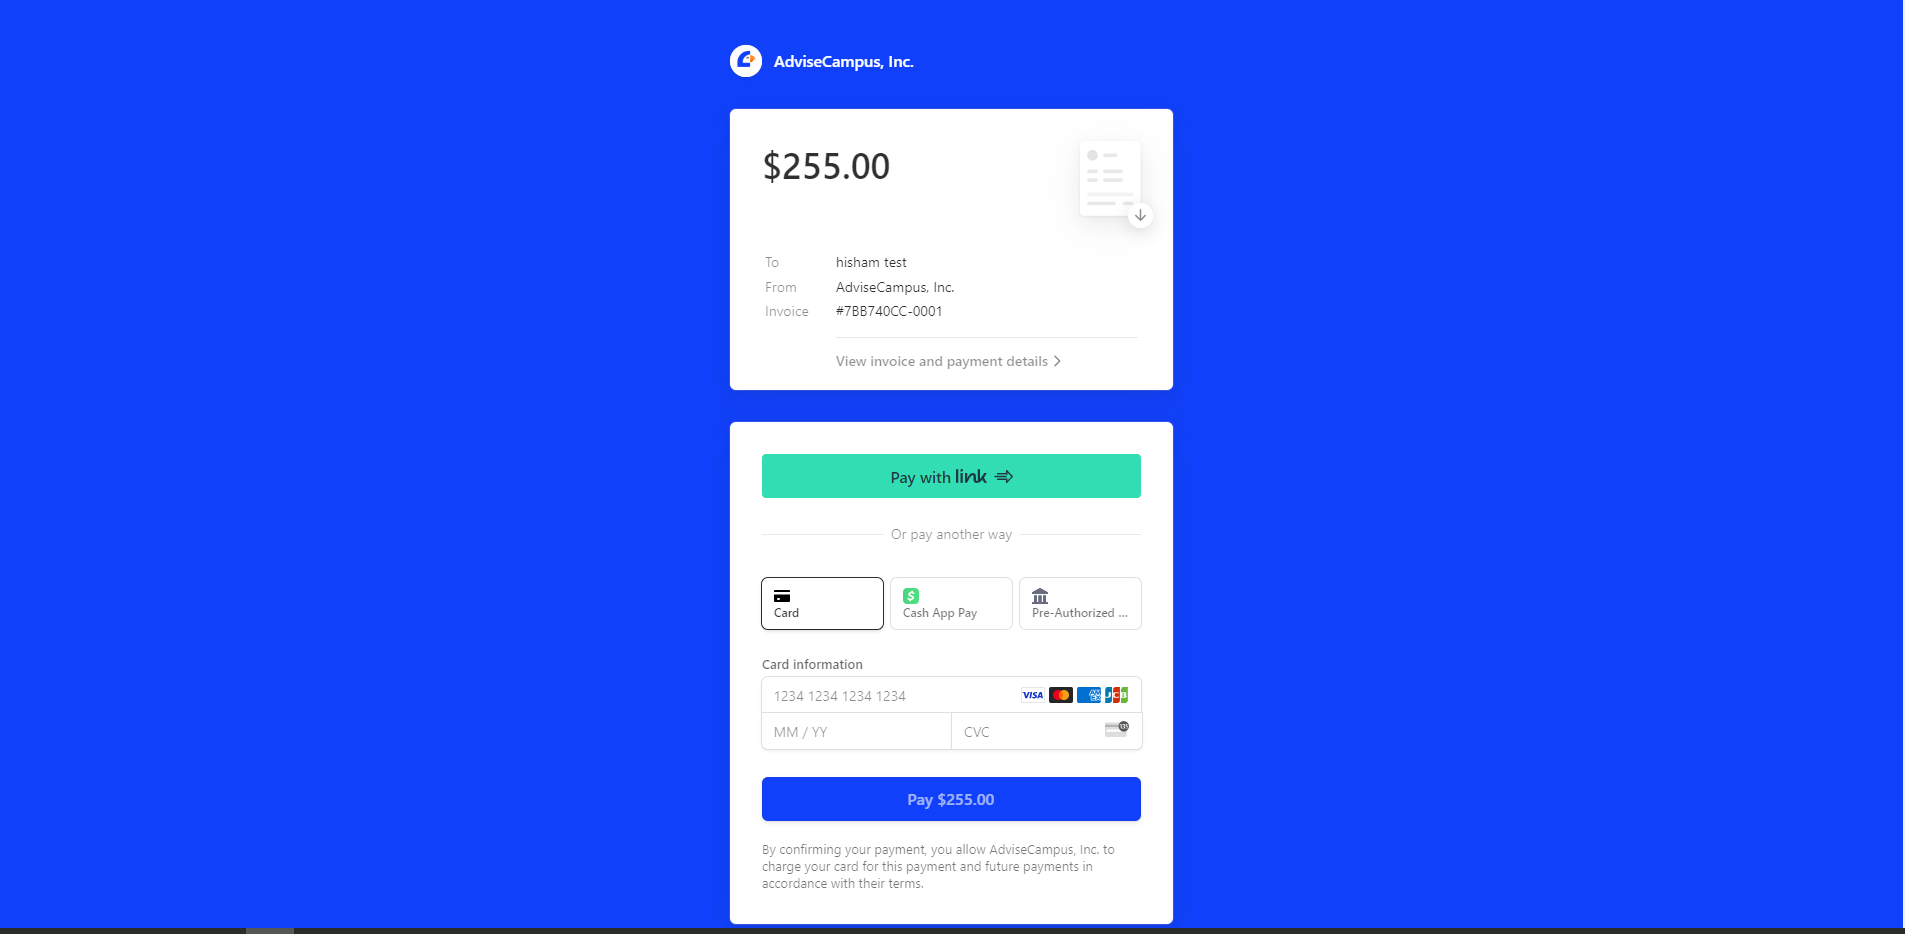 AdviseCampus, Inc.
$255.00
To hisham test
From AdviseCampus, Inc.
Invoice #7BB740CC-0001
View invoice and payment details
Pay with link
Or pay another way
Card
Cash App Pay
Pre-Authorized ...
Card information
1234 1234 1234 1234 VISA AMEX JCB
MM / YY CVC 135
Pay $255.00
By confirming your payment, you allow AdviseCampus, Inc. to
charge your card for this payment and future payments in
accordance with their terms.